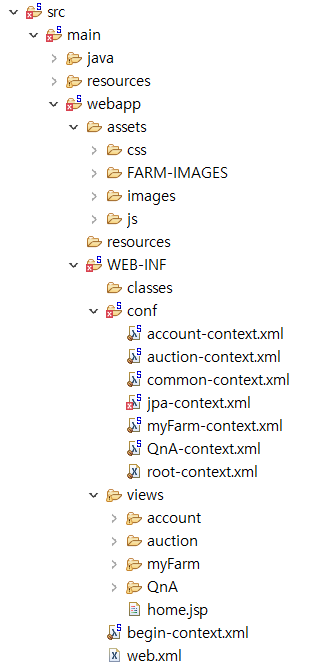 src
main
java
resources
webapp
assets
css
FARM-IMAGES
images
js
resources
WEB-INF
classes
conf
account-context.xml
auction-context.xml
common-context.xml
jpa-context.xml
myFarm-context.xml
QnA-context.xml
root-context.xml
views
account
auction
myFarm
QnA
home.jsp
begin-context.xml
web.xml